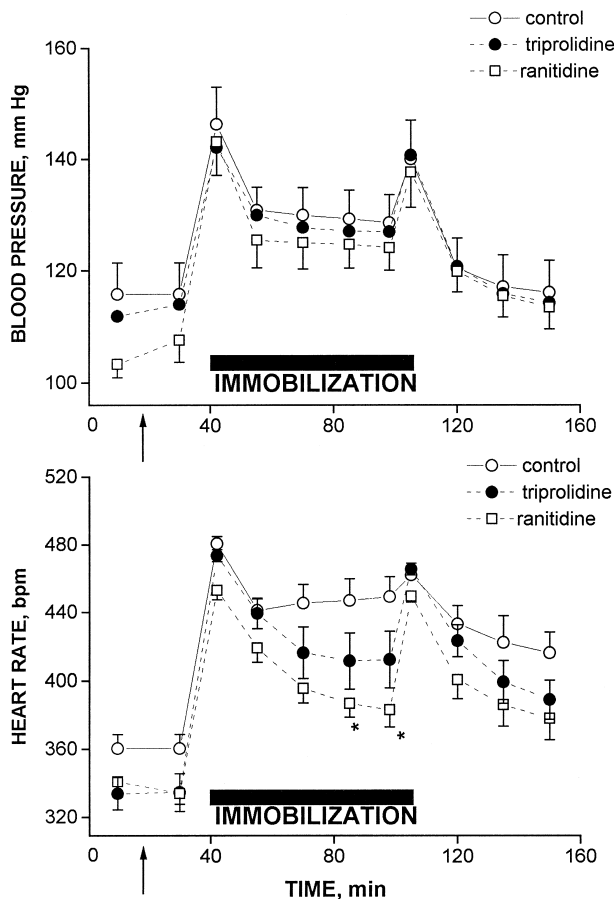 control
triprolidine
ranitidine
160
140
120
100
BLOOD PRESSURE, mm Hg
IMMOBILIZATION
0 40 80 120 160
control
triprolidine
ranitidine
520
480
440
400
360
320
HEART RATE, bpm
*
*
IMMOBILIZATION
0 40 80 120 160
TIME, min